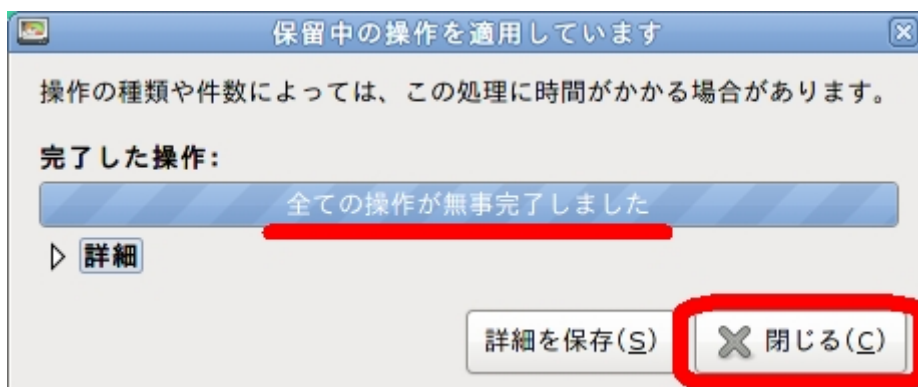 保留中の操作を適用しています
操作の種類や件数によっては、この処理に時間がかかる場合があります。
完了した操作:
全ての操作が無事完了しました
詳細
詳細を保存(S) 閉じる(C)